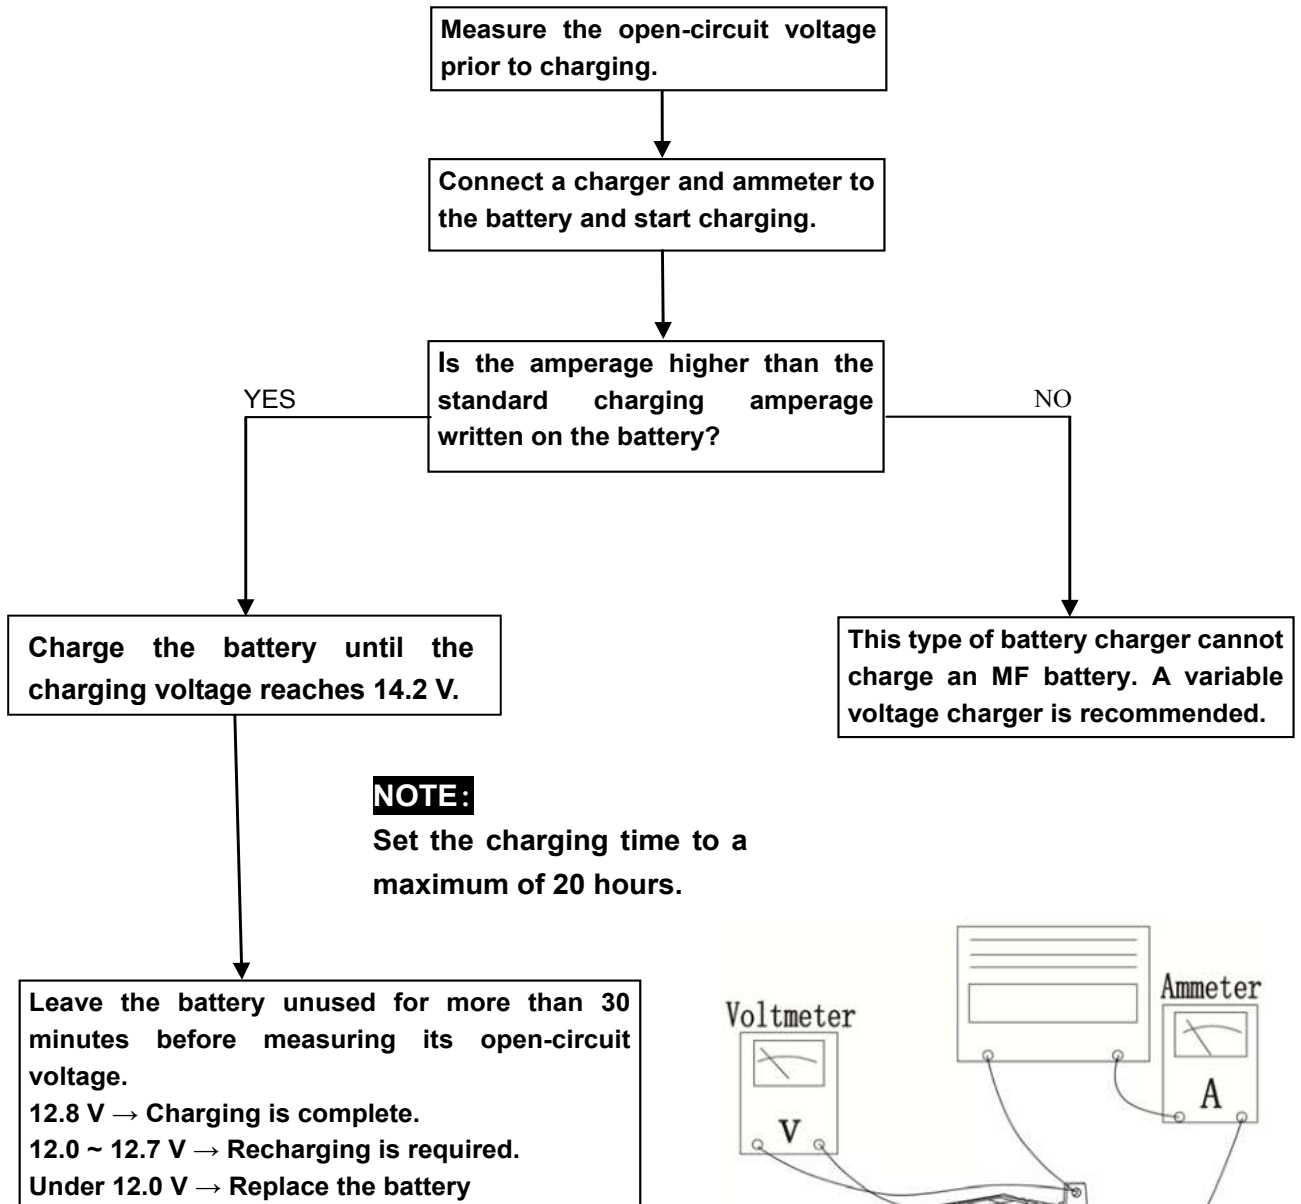 Measure the open-circuit voltage
prior to charging.
Connect a charger and ammeter to
the battery and start charging.
Is the amperage higher than the
standard charging amperage
written on the battery?
YES
NO
Charge the battery until the
charging voltage reaches 14.2 V.
This type of battery charger cannot
charge an MF battery. A variable
voltage charger is recommended.
NOTE:
Set the charging time to a
maximum of 20 hours.
Leave the battery unused for more than 30
minutes before measuring its open-circuit
voltage.
12.8 V → Charging is complete.
12.0 ~ 12.7 V → Recharging is required.
Under 12.0 V → Replace the battery
Voltmeter
V
Ammeter
A